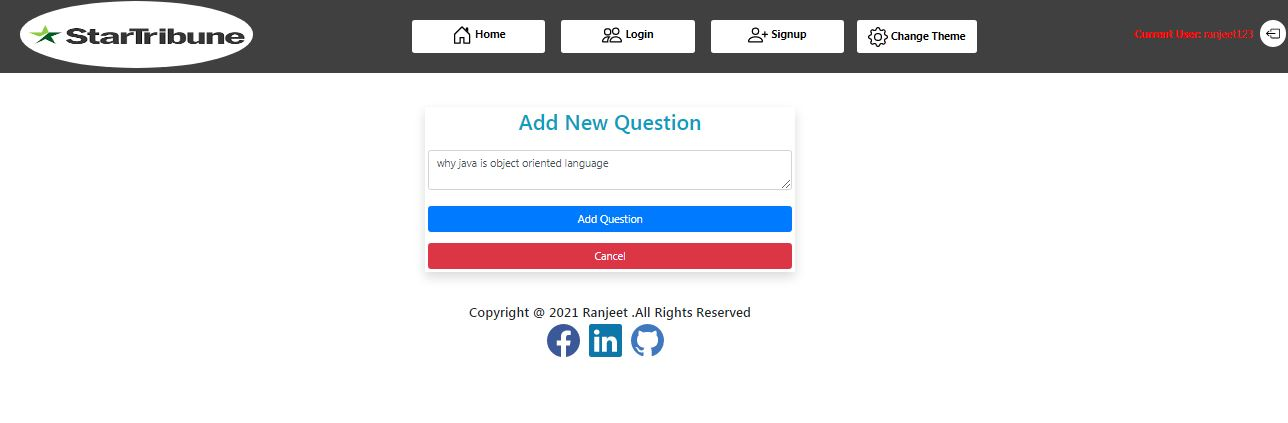 StarTribune
Home
Login
Signup
Change Theme
Current User: ranjeet123
Add New Question
why java is object oriented language
Add Question
Cancel
Copyright @ 2021 Ranjeet .All Rights Reserved